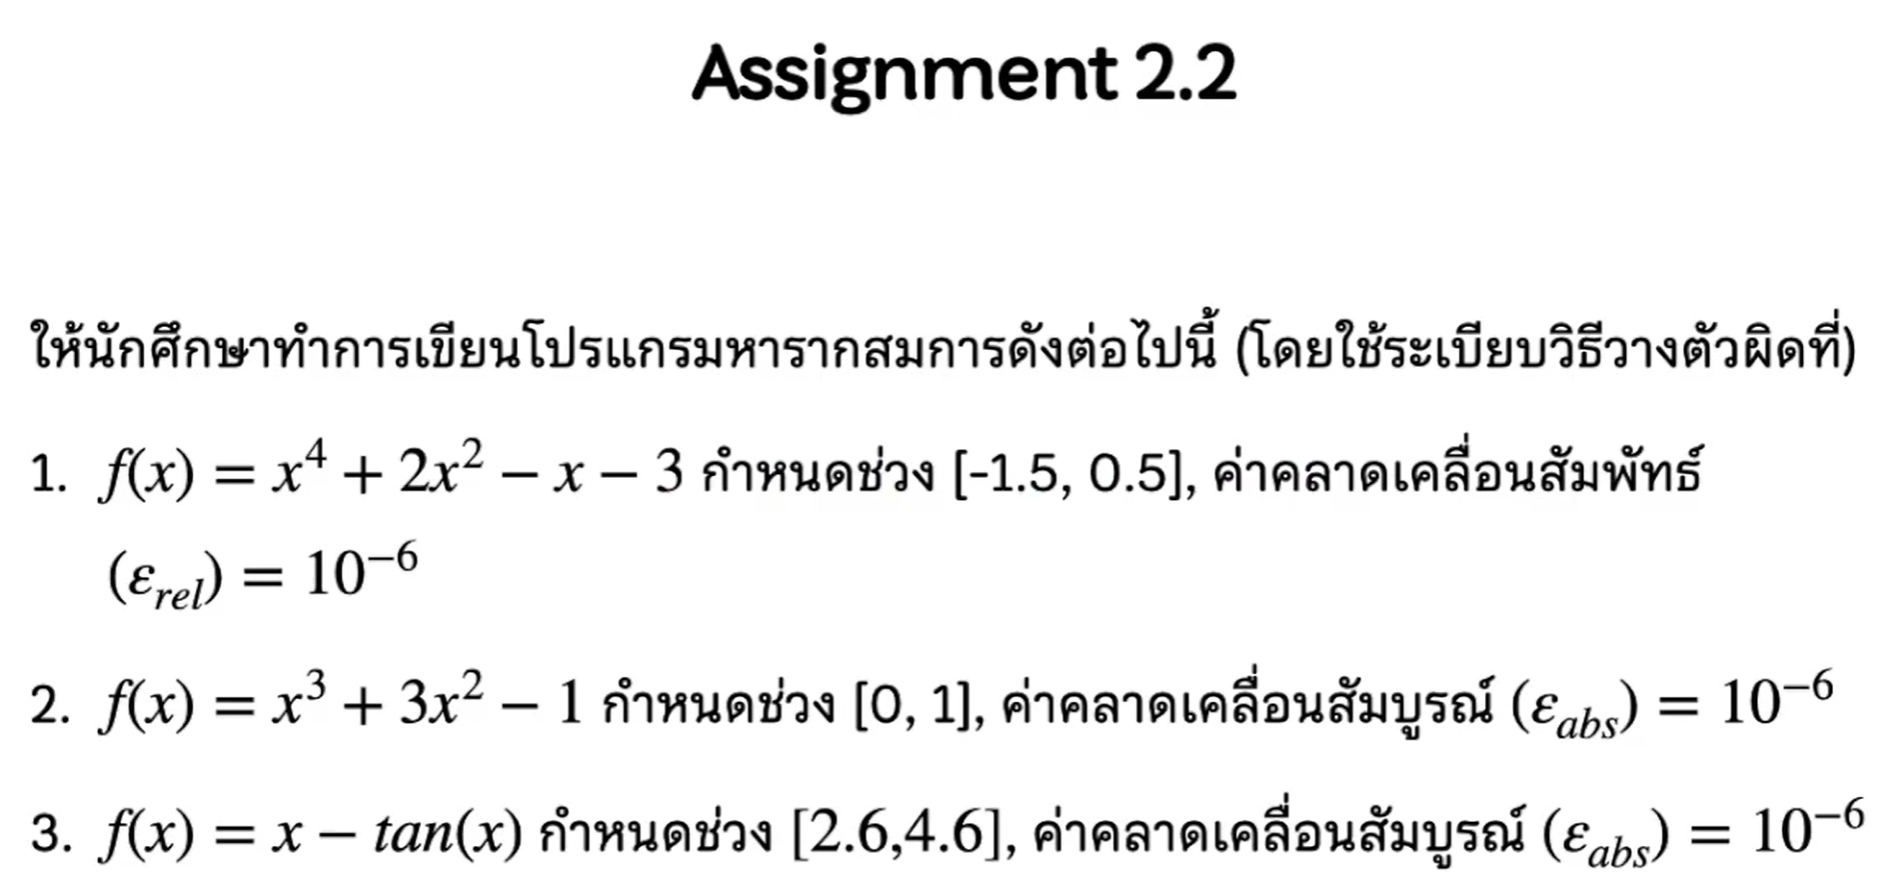 Assignment 2.2
ให้นักศึกษาทำการเขียนโปรแกรมหารากสมการดังต่อไปนี้ (โดยใช้ระเบียบวิธีวางตัวผิดที่)
1. f(x) = x⁴ + 2x² − x − 3 กำหนดช่วง [-1.5, 0.5], ค่าคลาดเคลื่อนสัมพัทธ์
(ε_rel) = 10⁻⁶
2. f(x) = x³ + 3x² − 1 กำหนดช่วง [0, 1], ค่าคลาดเคลื่อนสัมบูรณ์ (ε_abs) = 10⁻⁶
3. f(x) = x − tan(x) กำหนดช่วง [2.6,4.6], ค่าคลาดเคลื่อนสัมบูรณ์ (ε_abs) = 10⁻⁶